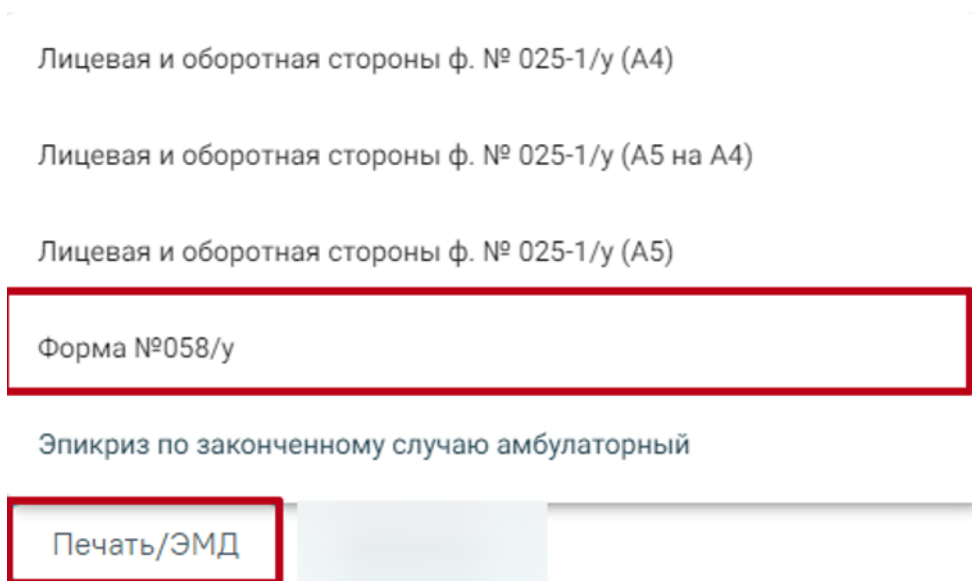 Лицевая и оборотная стороны ф. № 025-1/у (А4)
Лицевая и оборотная стороны ф. № 025-1/у (А5 на А4)
Лицевая и оборотная стороны ф. № 025-1/у (А5)
Форма №058/у
Эпикриз по законченному случаю амбулаторный
Печать/ЭМД